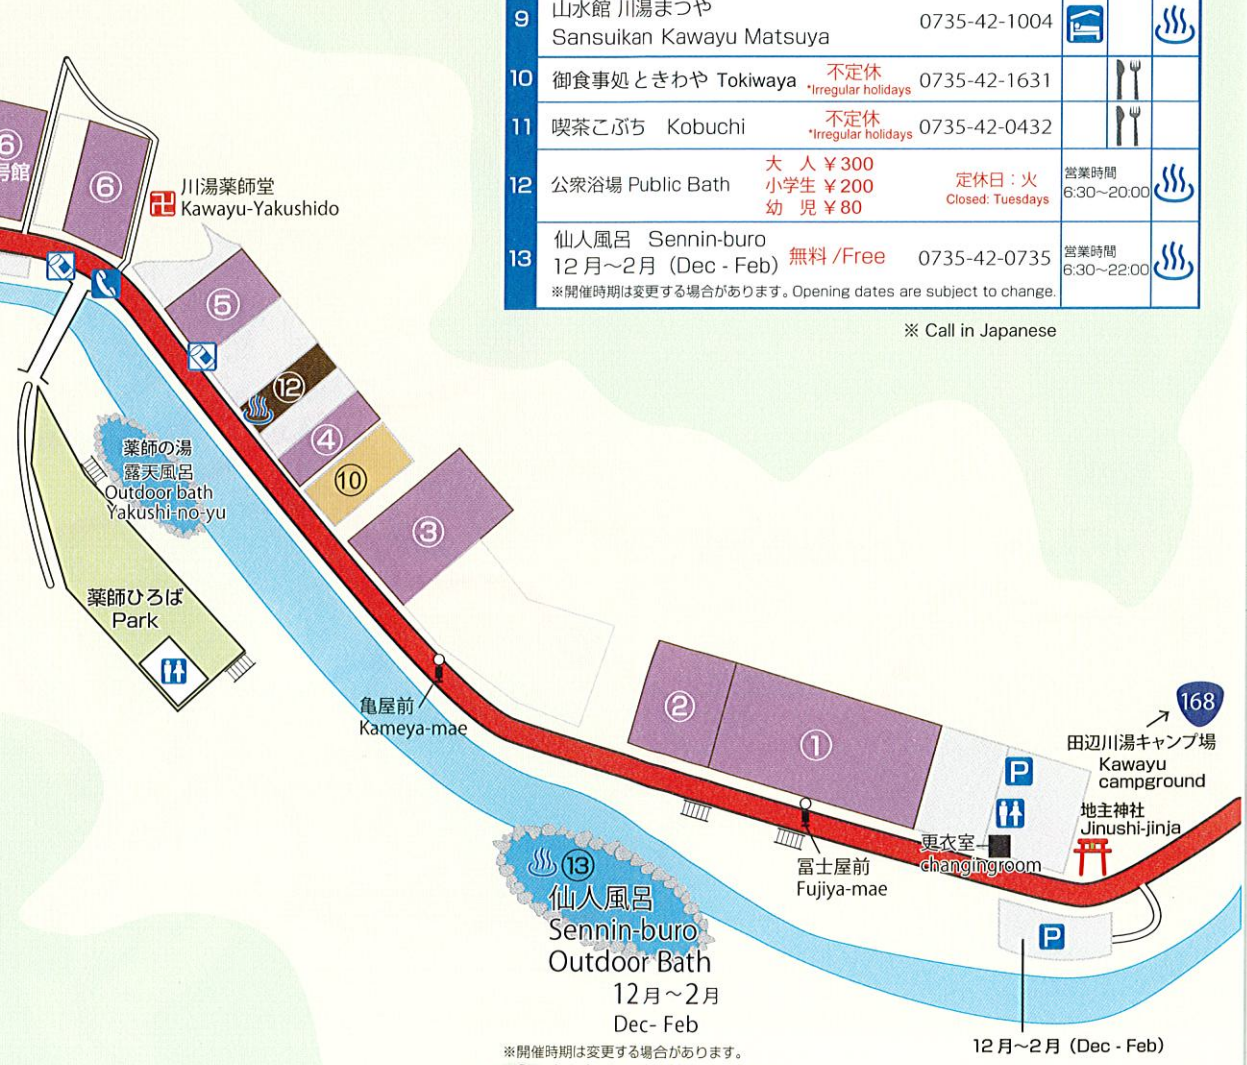 9 山水館 川湯まつや 0735-42-1004
Sansuikan Kawayu Matsuya
10 御食事処 ときわや Tokiwaya 不定休 *Irregular holidays 0735-42-1631
11 喫茶こぶち Kobuchi 不定休 *Irregular holidays 0735-42-0432
12 公衆浴場 Public Bath
大 人 ¥300
小学生 ¥200
幼 児 ¥80
定休日：火
Closed: Tuesdays
営業時間
6:30～20:00
13 仙人風呂 Sennin-buro
12月～2月 (Dec - Feb) 無料 /Free 0735-42-0735
営業時間
6:30～22:00
※開催時期は変更する場合があります。Opening dates are subject to change.
※ Call in Japanese
⑥
号館
⑥
卍 川湯薬師堂
Kawayu-Yakushido
⑤
⑫
④
⑩
③
薬師の湯
露天風呂
Outdoor bath
Yakushi-no-yu
薬師ひろば
Park
亀屋前
Kameya-mae
②
①
168
田辺川湯キャンプ場
Kawayu
campground
P
地主神社
Jinushi-jinja
更衣室
changingroom
冨士屋前
Fujiya-mae
⑬
仙人風呂
Sennin-buro
Outdoor Bath
12月～2月
Dec- Feb
※開催時期は変更する場合があります。
P
12月～2月 (Dec - Feb)